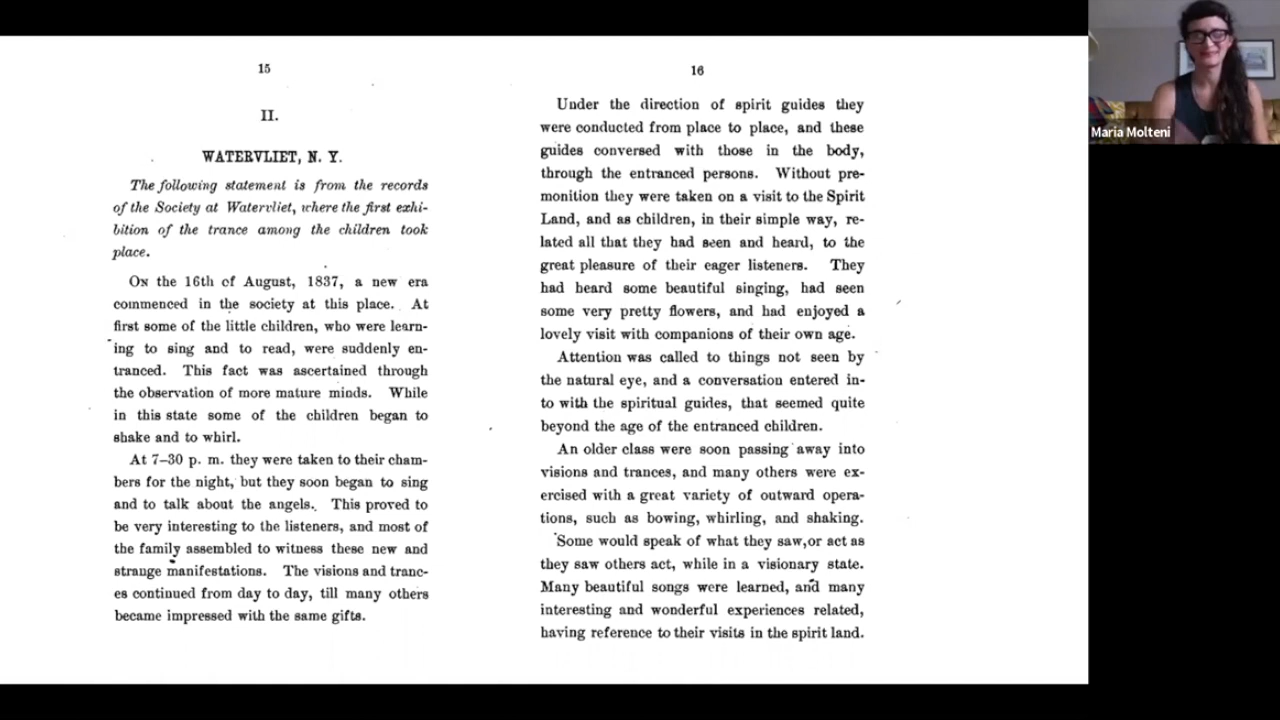 15
II.
WATERVLIET, N. Y.
The following statement is from the records
of the Society at Watervliet, where the first exhi-
bition of the trance among the children took
place.
On the 16th of August, 1837, a new era
commenced in the society at this place. At
first some of the little children, who were learn-
ing to sing and to read, were suddenly en-
tranced. This fact was ascertained through
the observation of more mature minds. While
in this state some of the children began to
shake and to whirl.
At 7-30 p. m. they were taken to their cham-
bers for the night, but they soon began to sing
and to talk about the angels. This proved to
be very interesting to the listeners, and most of
the family assembled to witness these new and
strange manifestations. The visions and tranc-
es continued from day to day, till many others
became impressed with the same gifts.
16
Under the direction of spirit guides they
were conducted from place to place, and these
guides conversed with those in the body,
through the entranced persons. Without pre-
monition they were taken on a visit to the Spirit
Land, and as children, in their simple way, re-
lated all that they had seen and heard, to the
great pleasure of their eager listeners. They
had heard some beautiful singing, had seen
some very pretty flowers, and had enjoyed a
lovely visit with companions of their own age.
Attention was called to things not seen by
the natural eye, and a conversation entered in-
to with the spiritual guides, that seemed quite
beyond the age of the entranced children.
An older class were soon passing away into
visions and trances, and many others were ex-
ercised with a great variety of outward opera-
tions, such as bowing, whirling, and shaking.
Some would speak of what they saw, or act as
they saw others act, while in a visionary state.
Many beautiful songs were learned, and many
interesting and wonderful experiences related,
having reference to their visits in the spirit land.
Maria Molteni